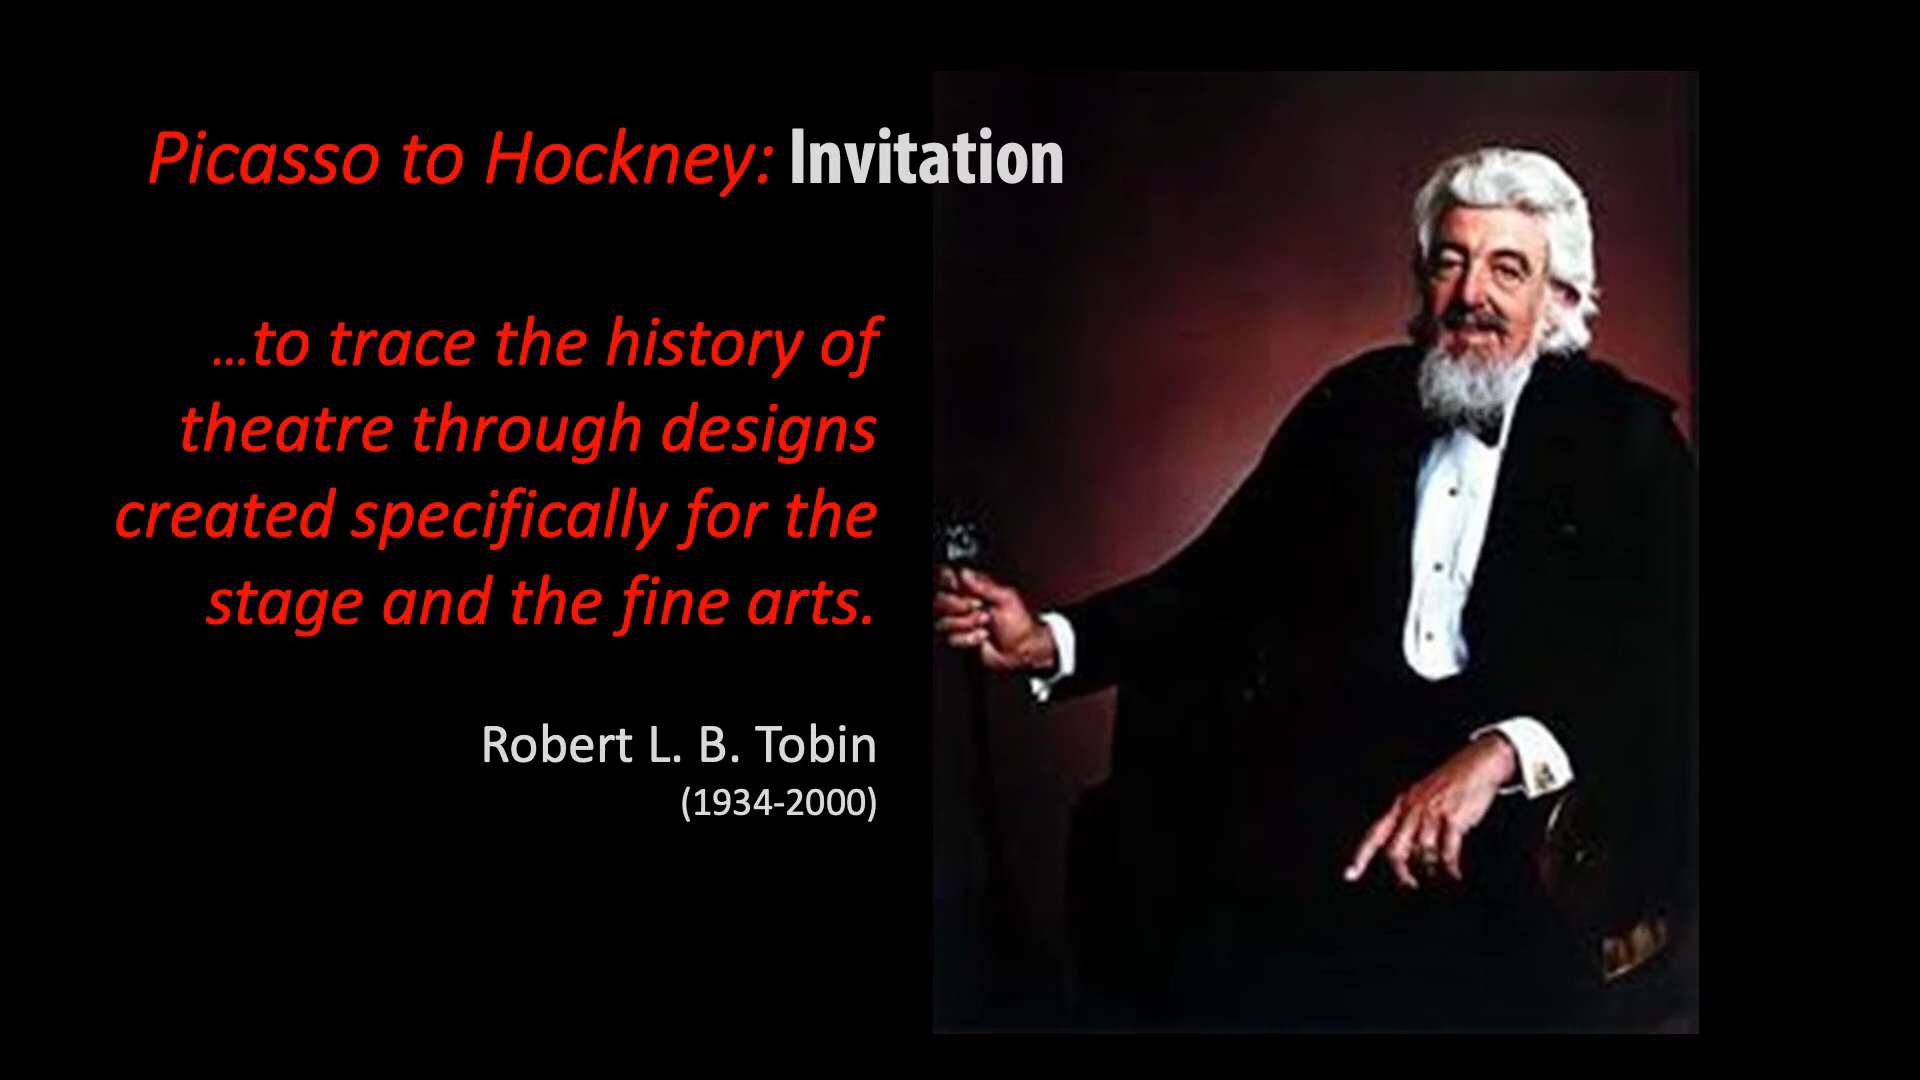 Picasso to Hockney: Invitation
...to trace the history of
theatre through designs
created specifically for the
stage and the fine arts.
Robert L. B. Tobin
(1934-2000)